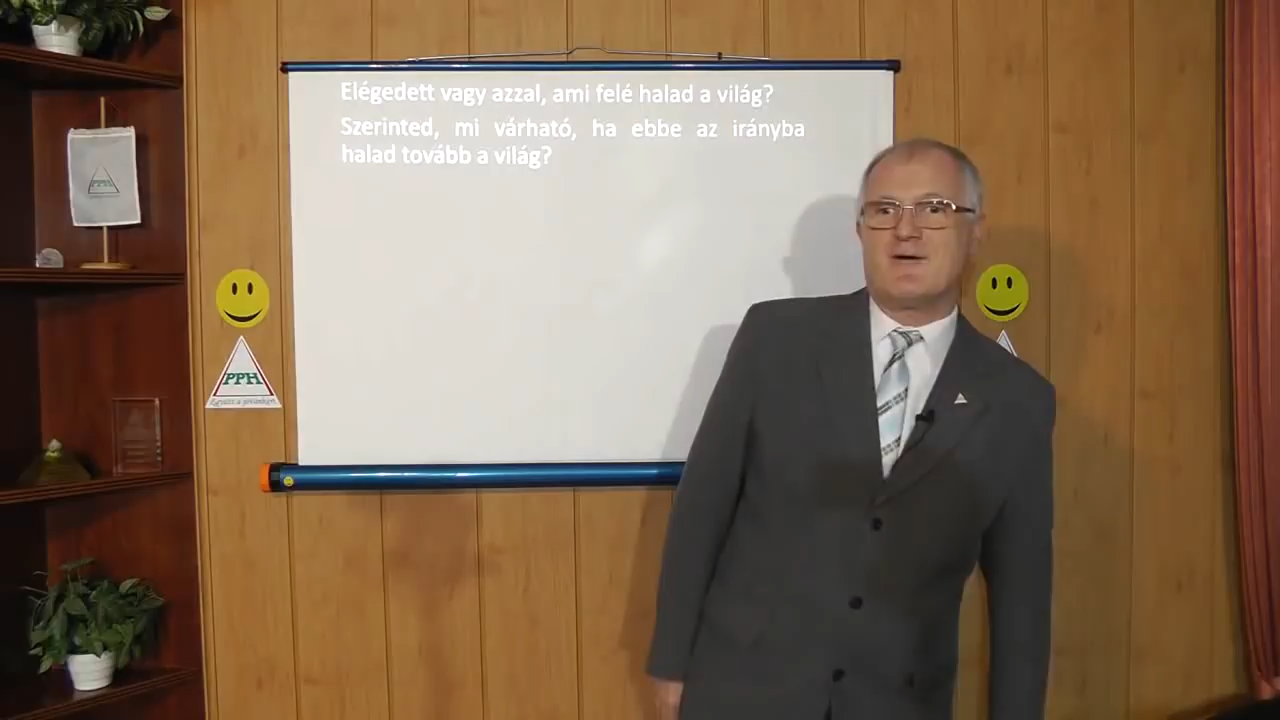 Elégedett vagy azzal, ami felé halad a világ?
Szerinted, mi várható, ha ebbe az irányba
halad tovább a világ?
PPH
PPH